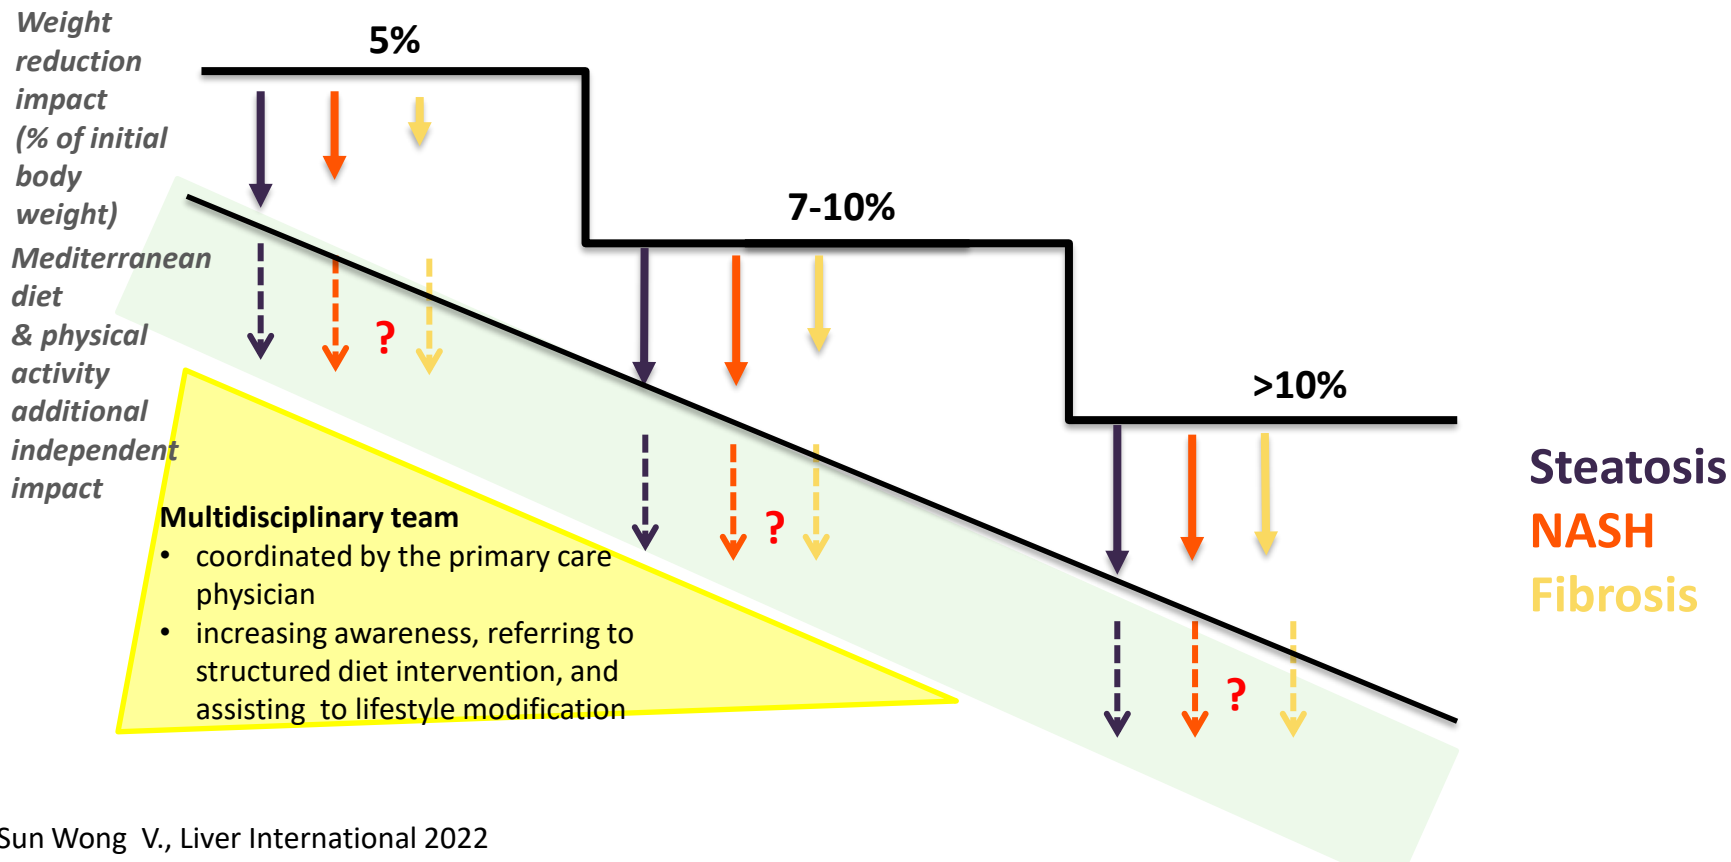 Weight
reduction
impact
(% of initial
body
weight)
5%
7-10%
>10%
Mediterranean
diet
& physical
activity
additional
independent
impact
?
?
?
Steatosis
NASH
Fibrosis
Multidisciplinary team
• coordinated by the primary care
physician
• increasing awareness, referring to
structured diet intervention, and
assisting to lifestyle modification
Sun Wong V., Liver International 2022